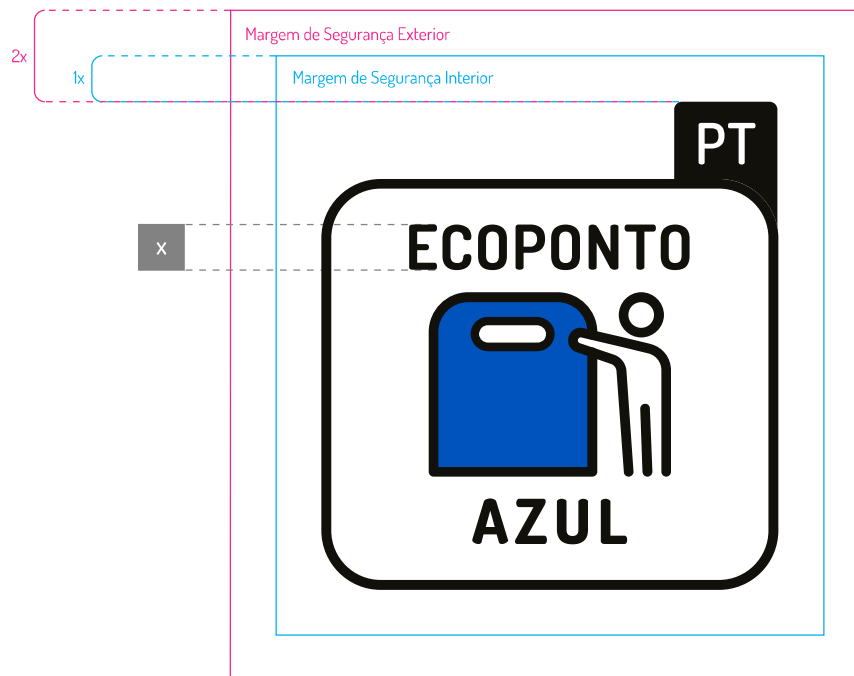 Margem de Segurança Exterior
2x
1x
Margem de Segurança Interior
PT
x
ECOPONTO
AZUL